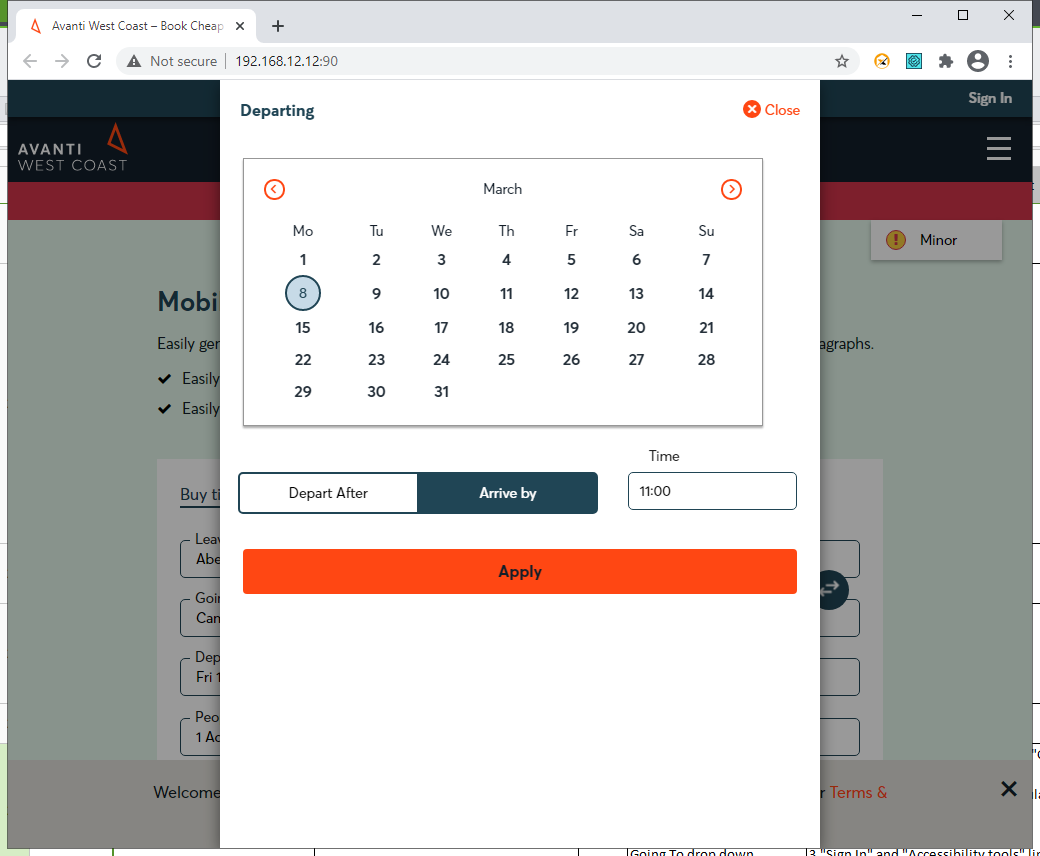 Avanti West Coast – Book Cheap
Not secure
192.168.12.12:90
Sign In
Departing
Close
AVANTI
WEST COAST
March
Minor
Mo Tu We Th Fr Sa Su
1 2 3 4 5 6 7
8 9 10 11 12 13 14
15 16 17 18 19 20 21
22 23 24 25 26 27 28
29 30 31
Mobi
Easily ger
agraphs.
Easily
Easily
Time
Depart After
Arrive by
11:00
Buy ti
Leav
Abe
Apply
Goin
Can
Dep
Fri 1
Peo
1 Ad
Welcome
r Terms &
Going To drop down
3 "Sign In" and "Accessibility tools" li